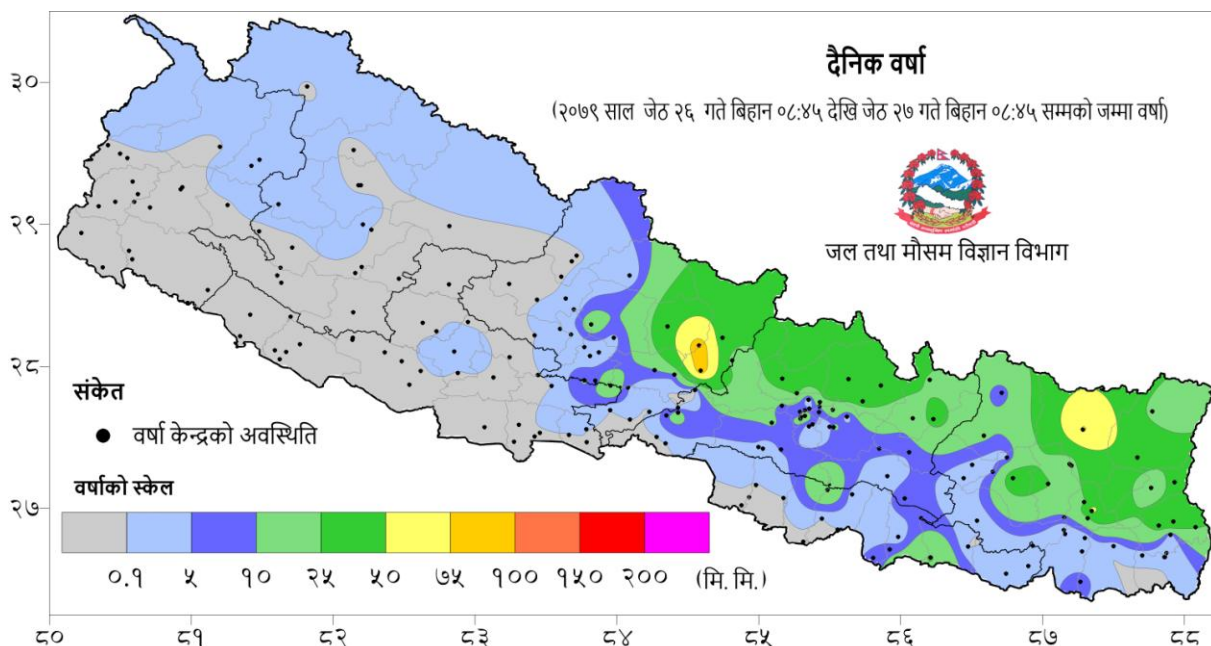 दैनिक वर्षा
(२०७९ साल जेठ २६ गते बिहान ०८:४५ देखि जेठ २७ गते बिहान ०८:४५ सम्मको जम्मा वर्षा)
जल तथा मौसम विज्ञान विभाग
३०
२९
२८
२७
संकेत
वर्षा केन्द्रको अवस्थिति
वर्षाको स्केल
०.१ ५ १० २५ ५० ७५ १०० १५० २०० (मि. मि.)
८० ८१ ८२ ८३ ८४ ८५ ८६ ८७ ८८